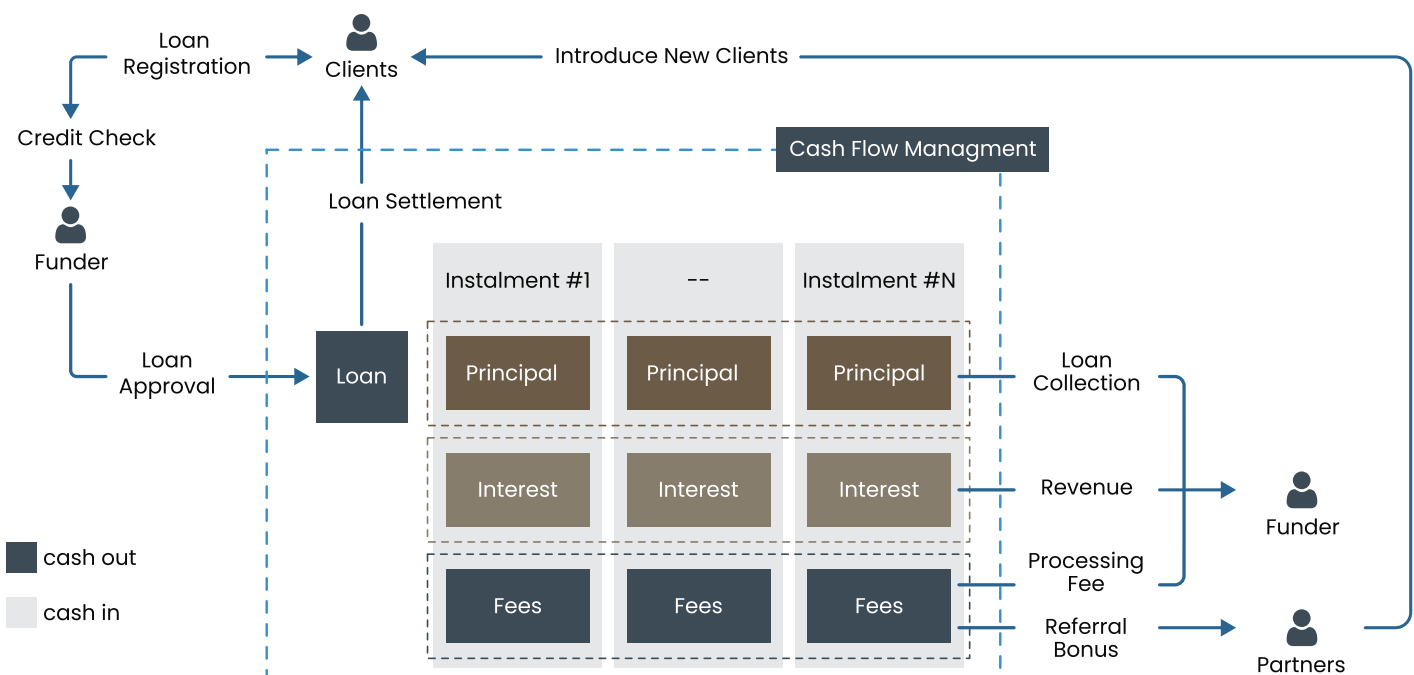 Loan
Registration
Clients
Introduce New Clients
Credit Check
Cash Flow Managment
Loan Settlement
Funder
Instalment #1
--
Instalment #N
Loan
Approval
Loan
Principal
Principal
Principal
Loan
Collection
Interest
Interest
Interest
Revenue
Funder
cash out
cash in
Fees
Fees
Fees
Processing
Fee
Referral
Bonus
Partners